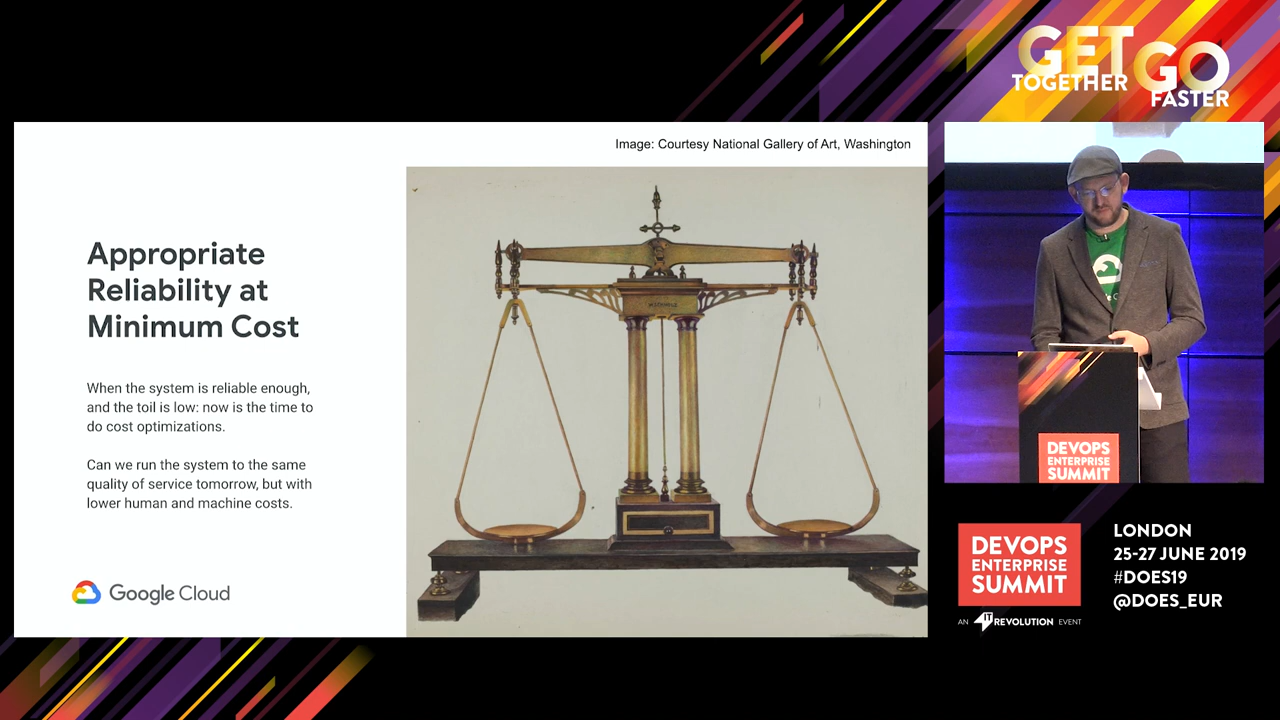 GET
TOGETHER
GO
FASTER
Image: Courtesy National Gallery of Art, Washington
Appropriate
Reliability at
Minimum Cost
When the system is reliable enough,
and the toil is low: now is the time to
do cost optimizations.
Can we run the system to the same
quality of service tomorrow, but with
lower human and machine costs.
Google Cloud
DEVOPS
ENTERPRISE
SUMMIT
DEVOPS
ENTERPRISE
SUMMIT
AN IT REVOLUTION EVENT
LONDON
25-27 JUNE 2019
#DOES19
@DOES_EUR